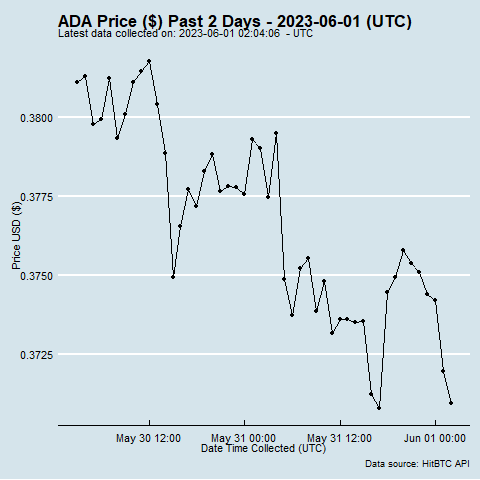 ADA Price ($) Past 2 Days - 2023-06-01 (UTC)
Latest data collected on: 2023-06-01 02:04:06 - UTC
0.3800
0.3775
0.3750
0.3725
Price USD ($)
May 30 12:00
May 31 00:00
May 31 12:00
Jun 01 00:00
Date Time Collected (UTC)
Data source: HitBTC API